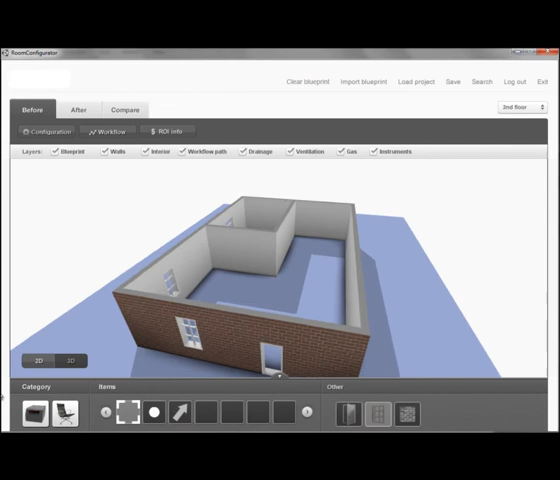 RoomConfigurator
Clear blueprint Import blueprint Load project Save Search Log out Exit
Before After Compare 2nd floor
Configuration Workflow $ ROI info
Layers: Blueprint Walls Interior Workflow path Drainage Ventilation Gas Instruments
2D 3D
Category Items Other